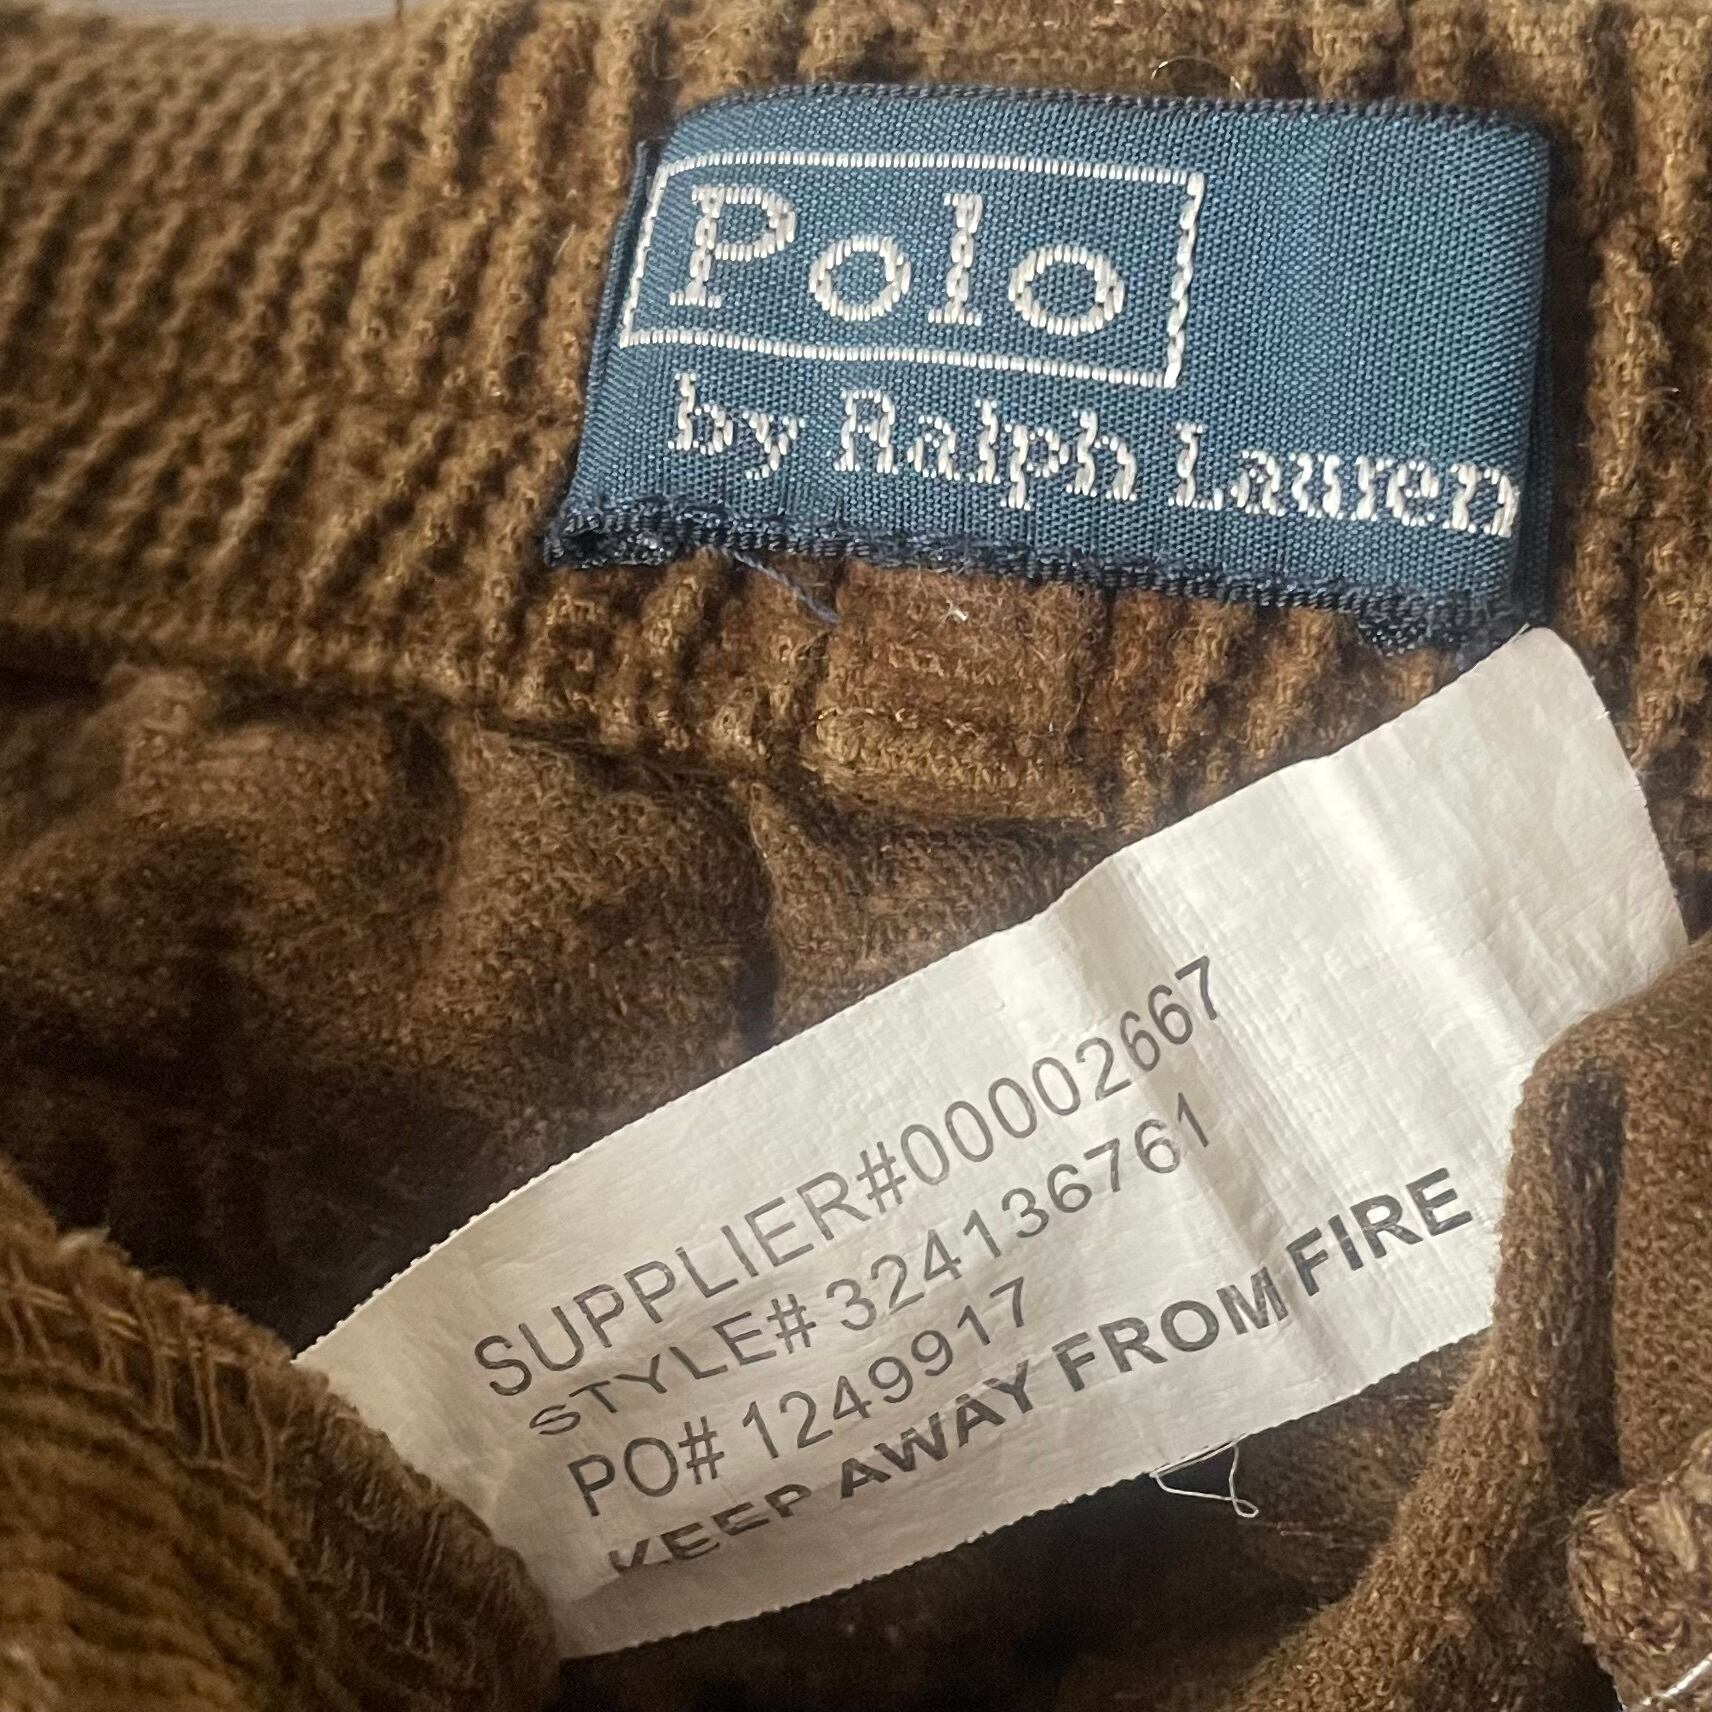 Polo
by Ralph Lauren
SUPPLIER#00002667
STYLE# 324136761
PO# 1249917
KEEP AWAY FROM FIRE